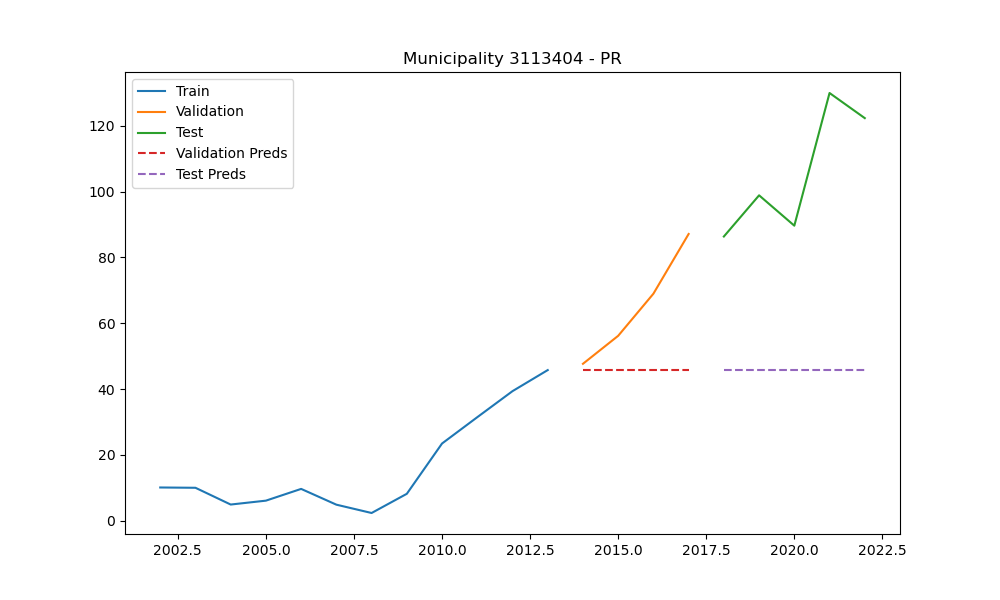 Municipality 3113404 - PR
Train
Validation
Test
Validation Preds
Test Preds
120
100
80
60
40
20
0
2002.5 2005.0 2007.5 2010.0 2012.5 2015.0 2017.5 2020.0 2022.5